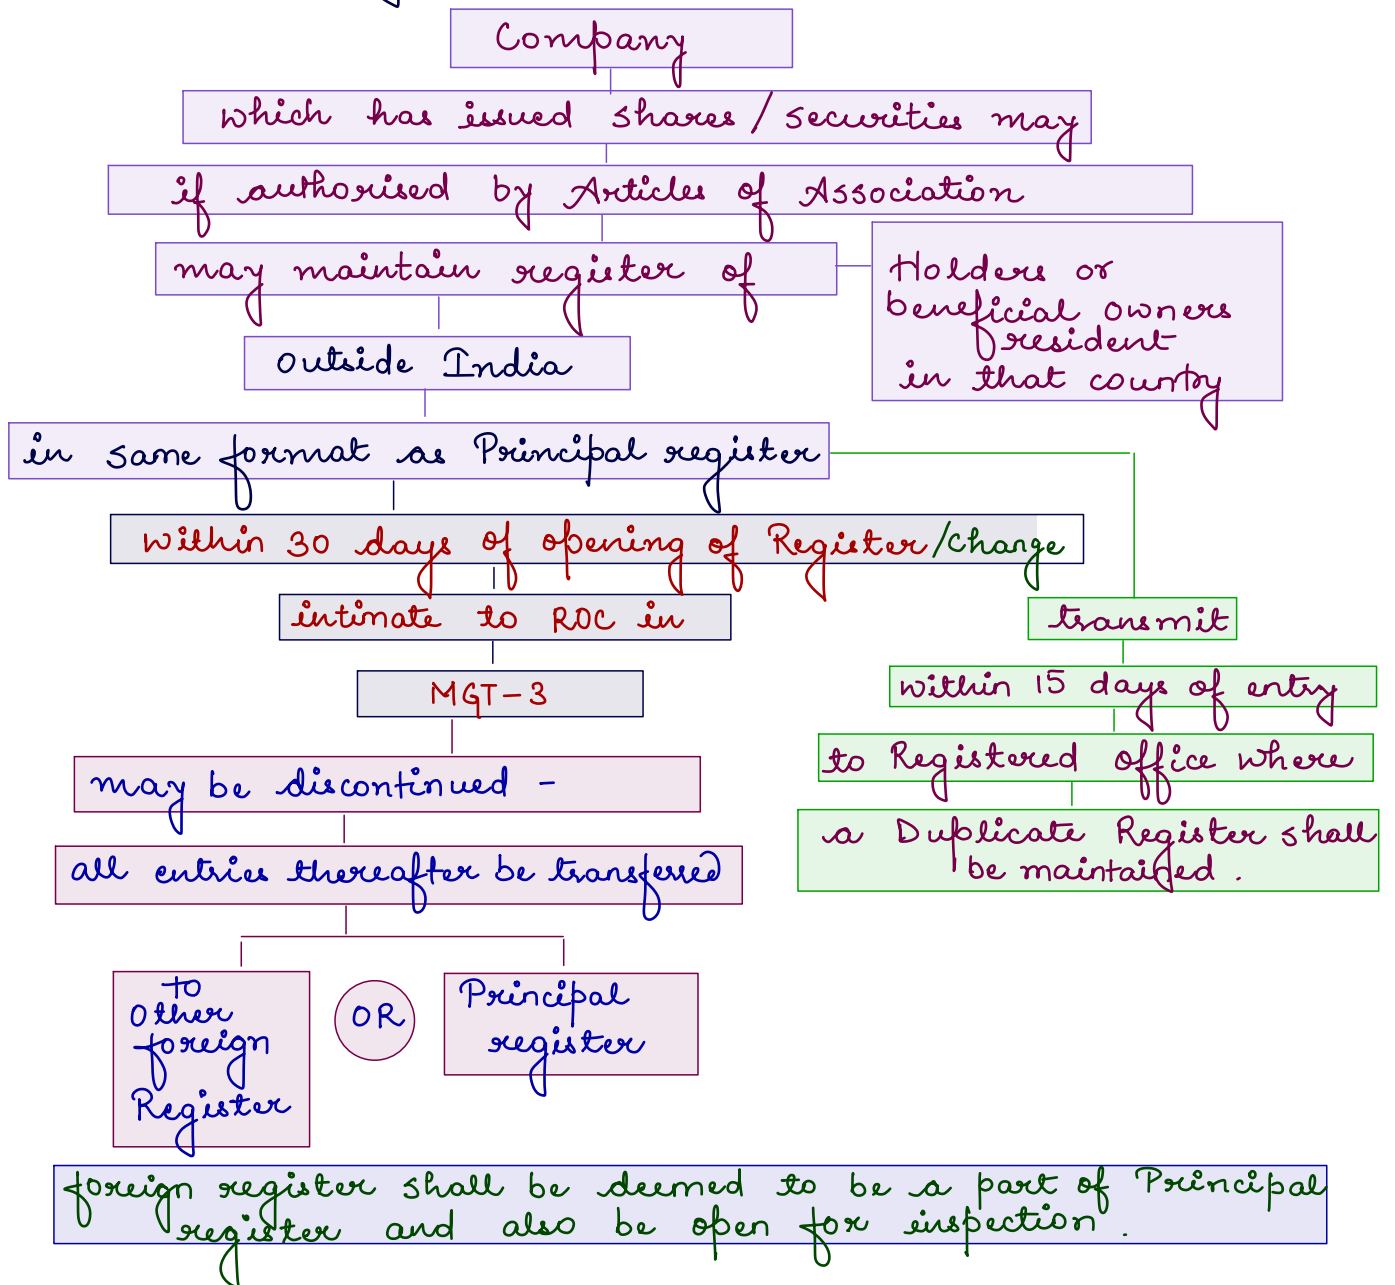 Company
which has issued shares / securities may
if authorised by Articles of Association
may maintain register of
Holders or
beneficial owners
resident
in that country
outside India
in same format as Principal register
within 30 days of opening of Register/change
intimate to ROC in
MGT-3
transmit
within 15 days of entry
to Registered office where
a Duplicate Register shall
be maintained.
may be discontinued -
all entries thereafter be transferred
to
other
foreign
Register
OR
Principal
register
foreign register shall be deemed to be a part of Principal
register and also be open for inspection.